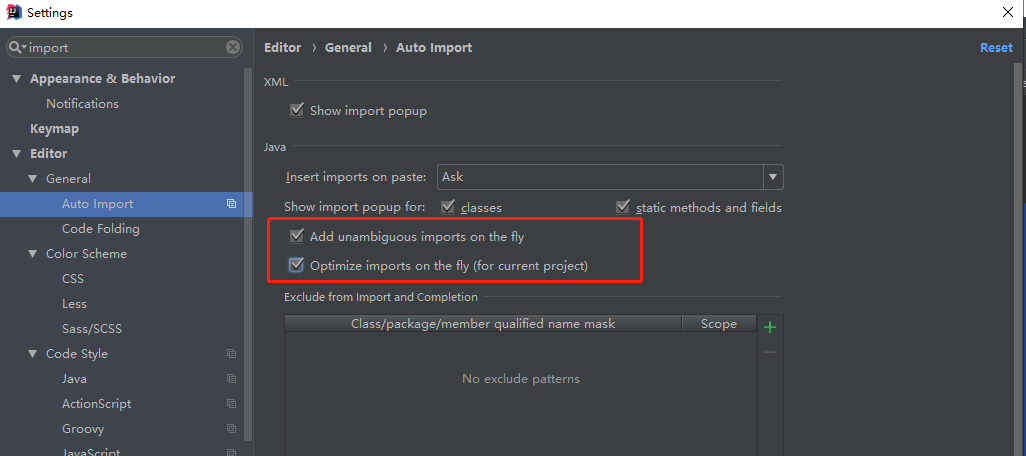 Settings
import
Appearance & Behavior
Notifications
Keymap
Editor
General
Auto Import
Code Folding
Color Scheme
CSS
Less
Sass/SCSS
Code Style
Java
ActionScript
Groovy
JavaScript
Editor › General › Auto Import
Reset
XML
Show import popup
Java
Insert imports on paste: Ask
Show import popup for: classes static methods and fields
Add unambiguous imports on the fly
Optimize imports on the fly (for current project)
Exclude from Import and Completion
Class/package/member qualified name mask Scope
No exclude patterns